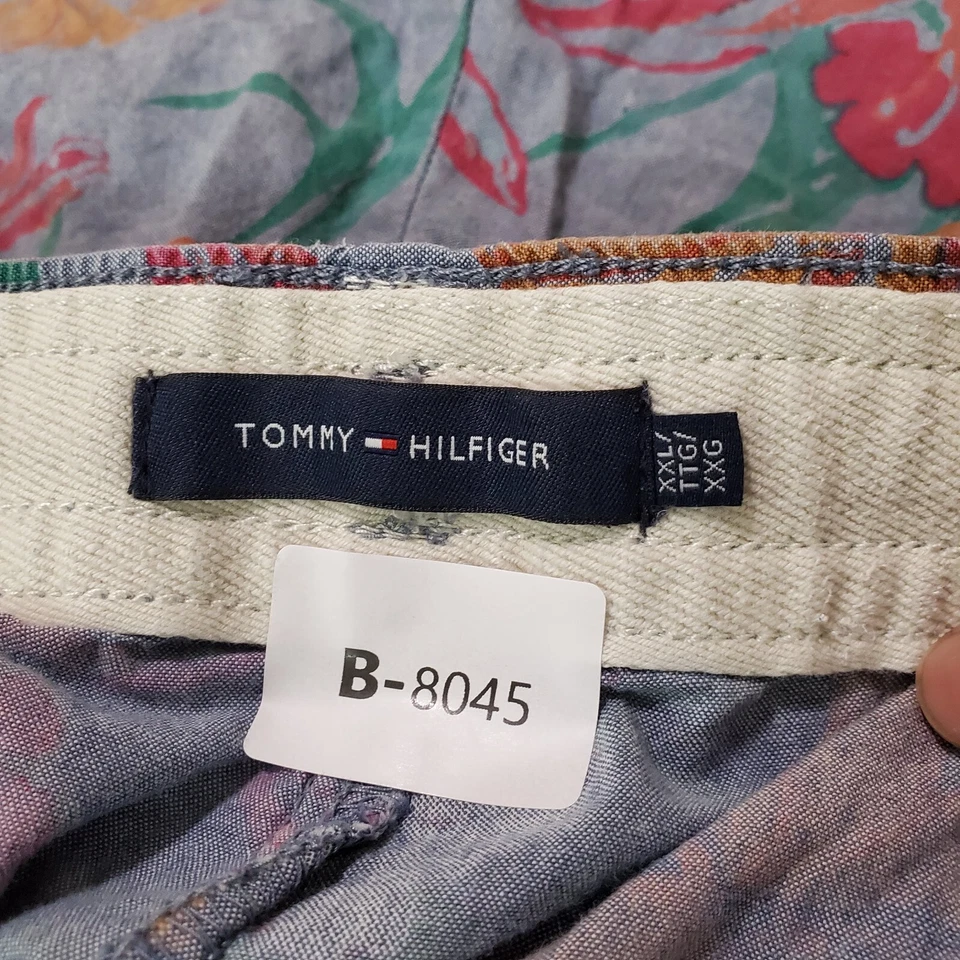 TOMMY HILFIGER
XXL/
TTG/
XXG
B-8045